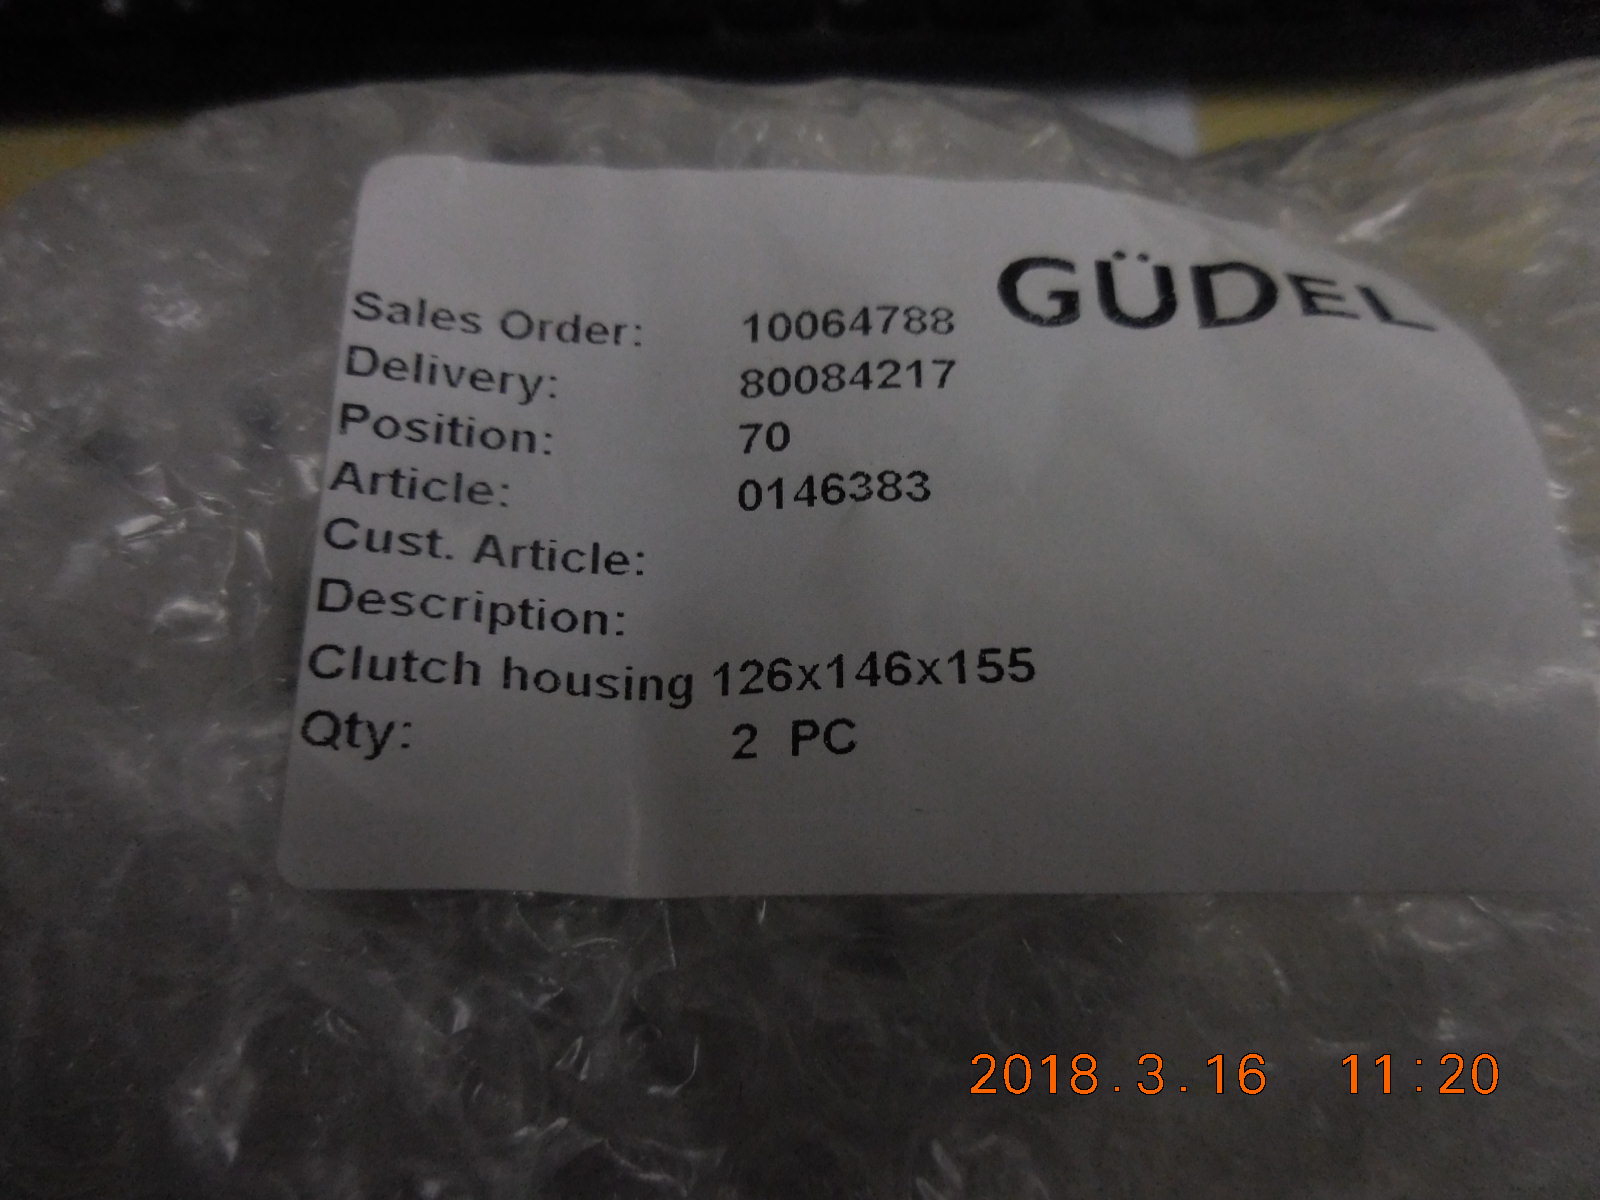 GÜDEL
Sales Order: 10064788
Delivery: 80084217
Position: 70
Article: 0146383
Cust. Article:
Description:
Clutch housing 126x146x155
Qty: 2 PC
2018.3.16 11:20